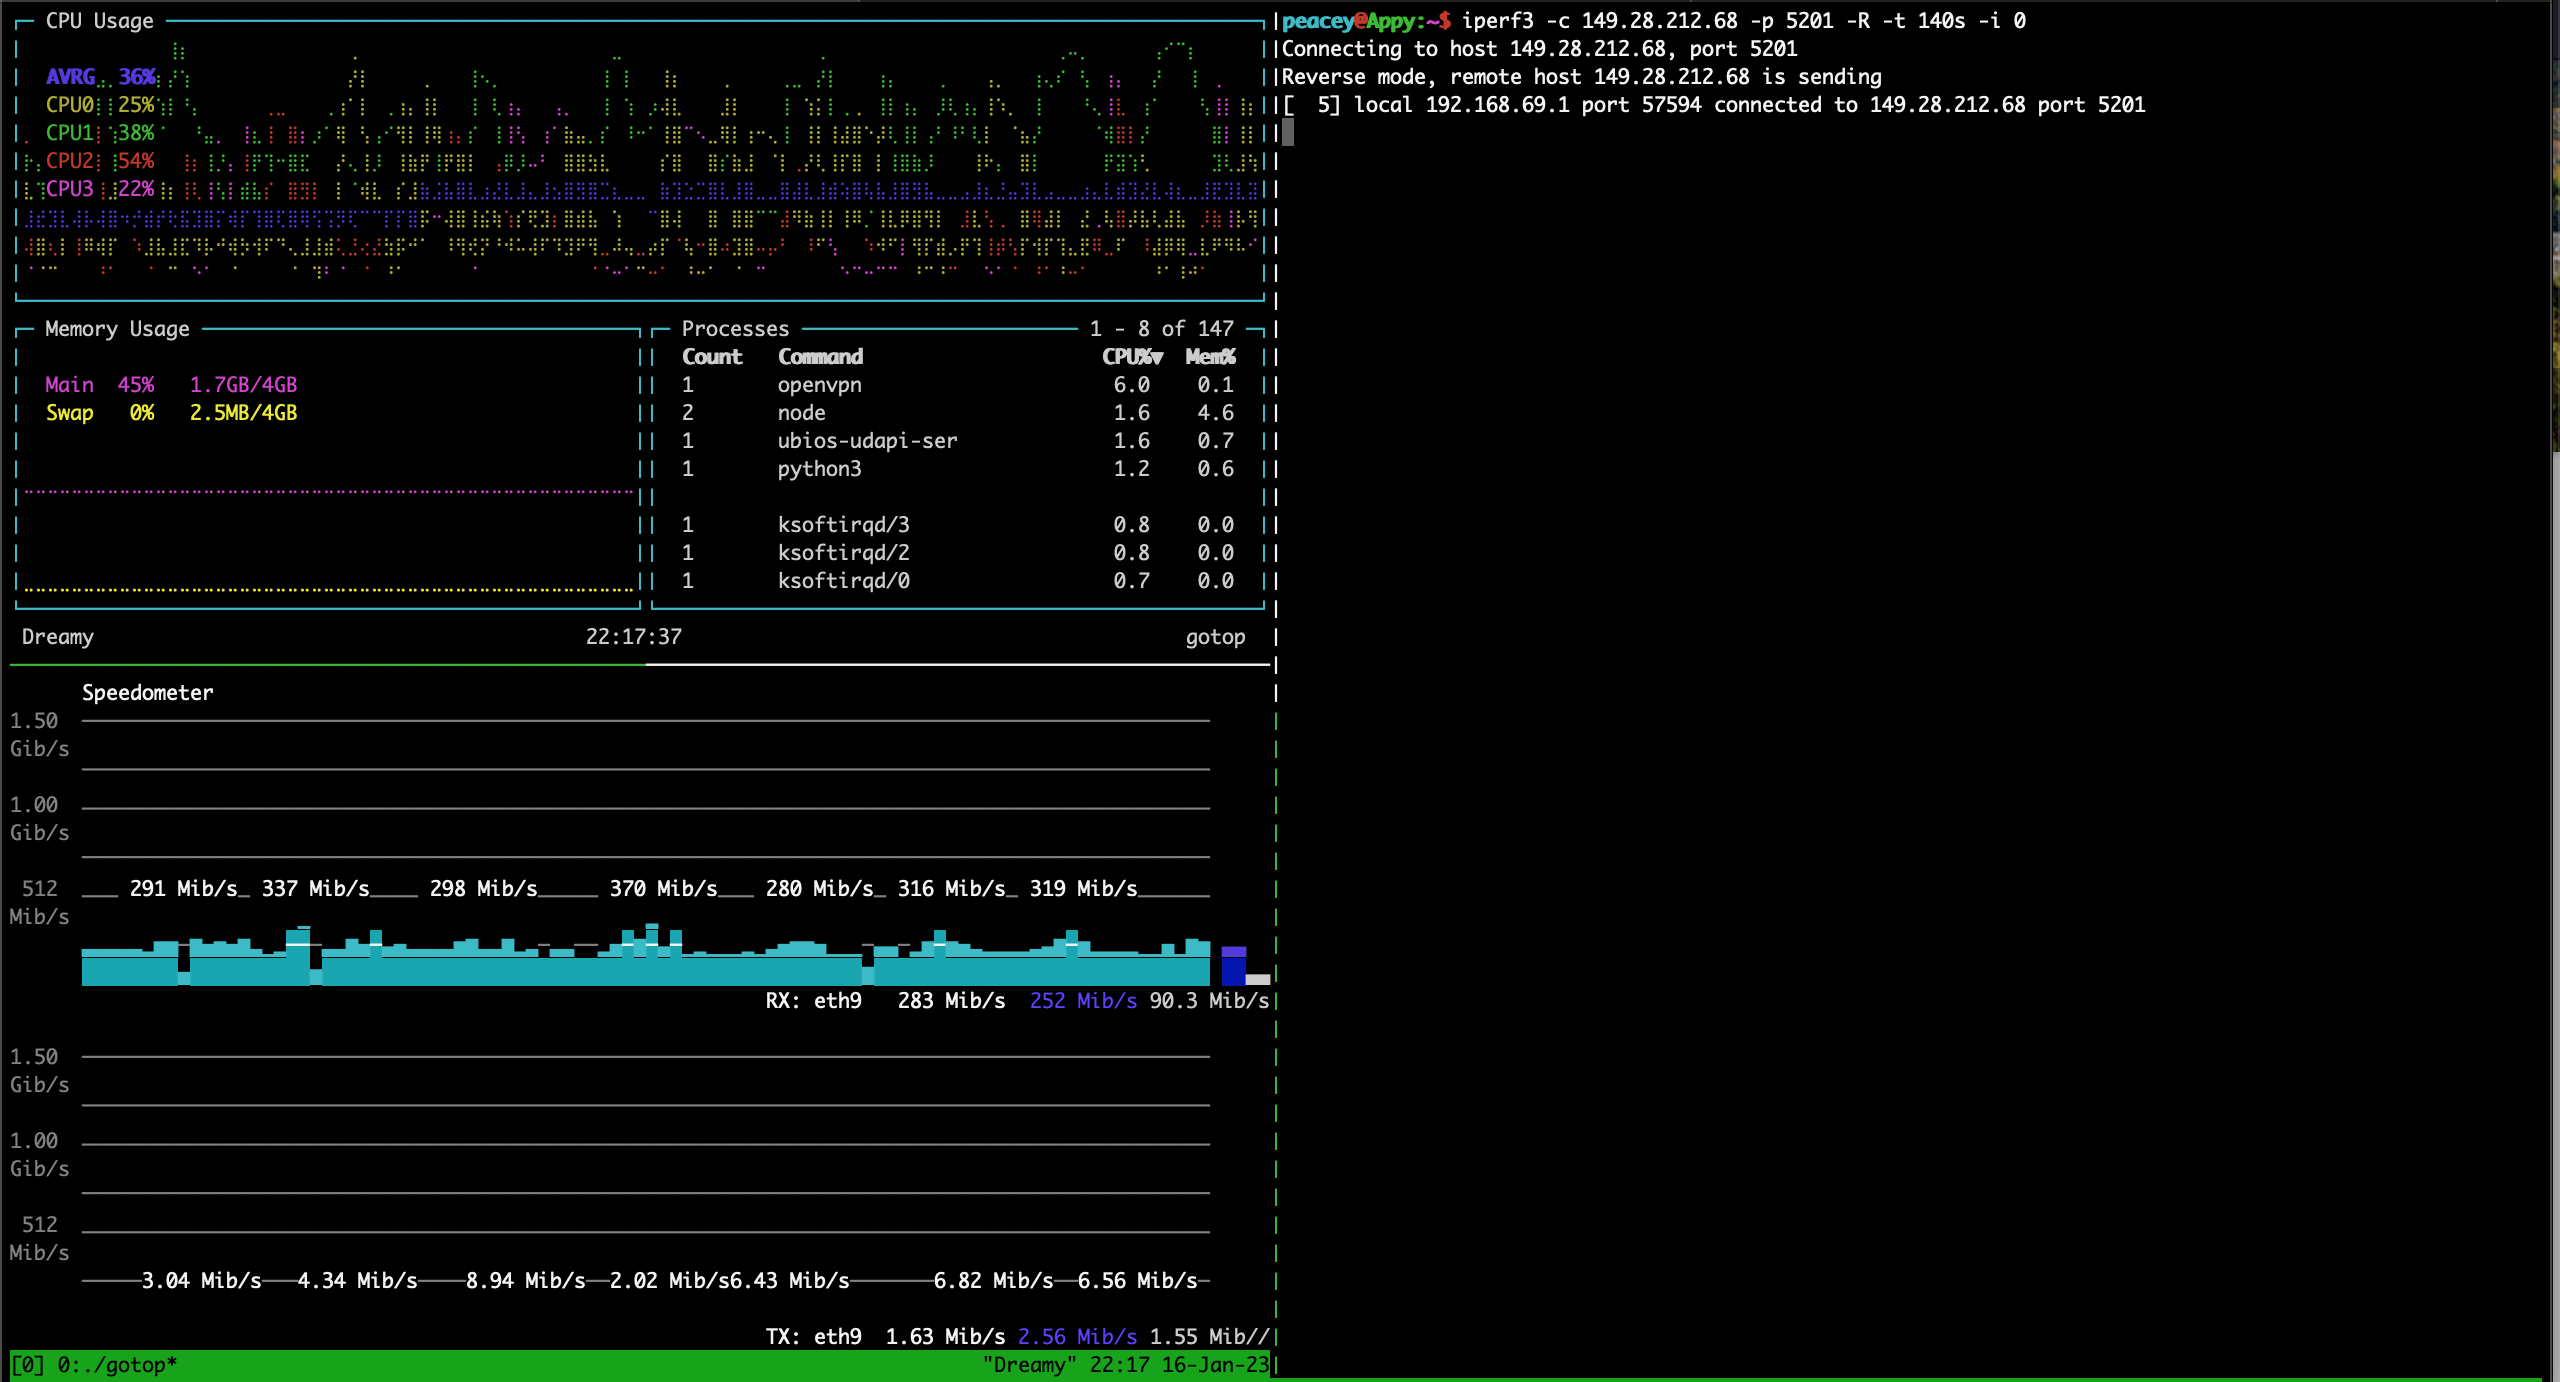 CPU Usage
AVRG 36%
CPU0 25%
CPU1 38%
CPU2 54%
CPU3 22%
Memory Usage
Main 45% 1.7GB/4GB
Swap 0% 2.5MB/4GB
Processes 1 - 8 of 147
Count Command CPU%▼ Mem%
1 openvpn 6.0 0.1
2 node 1.6 4.6
1 ubios-udapi-ser 1.6 0.7
1 python3 1.2 0.6
1 ksoftirqd/3 0.8 0.0
1 ksoftirqd/2 0.8 0.0
1 ksoftirqd/0 0.7 0.0
Dreamy 22:17:37 gotop
Speedometer
1.50
Gib/s
1.00
Gib/s
512
Mib/s
291 Mib/s 337 Mib/s 298 Mib/s 370 Mib/s 280 Mib/s 316 Mib/s 319 Mib/s
RX: eth9 283 Mib/s 252 Mib/s 90.3 Mib/s
1.50
Gib/s
1.00
Gib/s
512
Mib/s
3.04 Mib/s 4.34 Mib/s 8.94 Mib/s 2.02 Mib/s6.43 Mib/s 6.82 Mib/s 6.56 Mib/s
TX: eth9 1.63 Mib/s 2.56 Mib/s 1.55 Mib//
[0] 0:./gotop* "Dreamy" 22:17 16-Jan-23
peacey@Appy:~$ iperf3 -c 149.28.212.68 -p 5201 -R -t 140s -i 0
Connecting to host 149.28.212.68, port 5201
Reverse mode, remote host 149.28.212.68 is sending
[  5] local 192.168.69.1 port 57594 connected to 149.28.212.68 port 5201